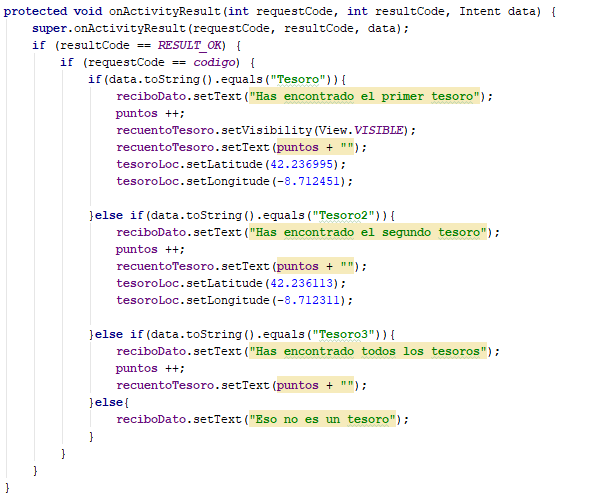 protected void onActivityResult(int requestCode, int resultCode, Intent data) {
    super.onActivityResult(requestCode, resultCode, data);
    if (resultCode == RESULT_OK) {
        if (requestCode == codigo) {
            if(data.toString().equals("Tesoro")){
                reciboDato.setText("Has encontrado el primer tesoro");
                puntos ++;
                recuentoTesoro.setVisibility(View.VISIBLE);
                recuentoTesoro.setText(puntos + "");
                tesoroLoc.setLatitude(42.236995);
                tesoroLoc.setLongitude(-8.712451);

            }else if(data.toString().equals("Tesoro2")){
                reciboDato.setText("Has encontrado el segundo tesoro");
                puntos ++;
                recuentoTesoro.setText(puntos + "");
                tesoroLoc.setLatitude(42.236113);
                tesoroLoc.setLongitude(-8.712311);

            }else if(data.toString().equals("Tesoro3")){
                reciboDato.setText("Has encontrado todos los tesoros");
                puntos ++;
                recuentoTesoro.setText(puntos + "");
            }else{
                reciboDato.setText("Eso no es un tesoro");
            }
        }
    }
}